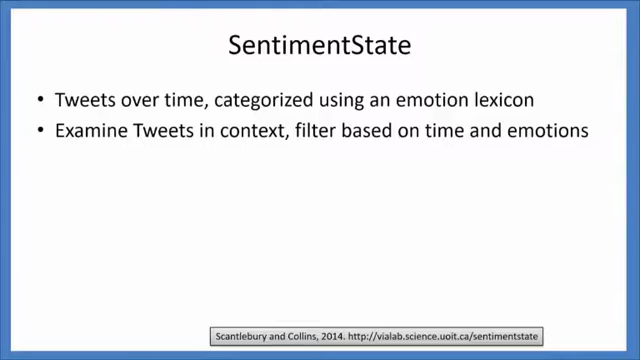 SentimentState
• Tweets over time, categorized using an emotion lexicon
• Examine Tweets in context, filter based on time and emotions
Scantlebury and Collins, 2014. http://vialab.science.uoit.ca/sentimentstate